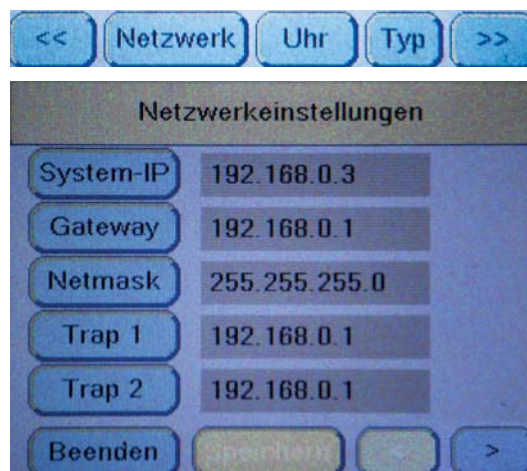 << Netzwerk Uhr Typ >>
Netzwerkeinstellungen
System-IP 192.168.0.3
Gateway 192.168.0.1
Netmask 255.255.255.0
Trap 1 192.168.0.1
Trap 2 192.168.0.1
Beenden Speichern < >